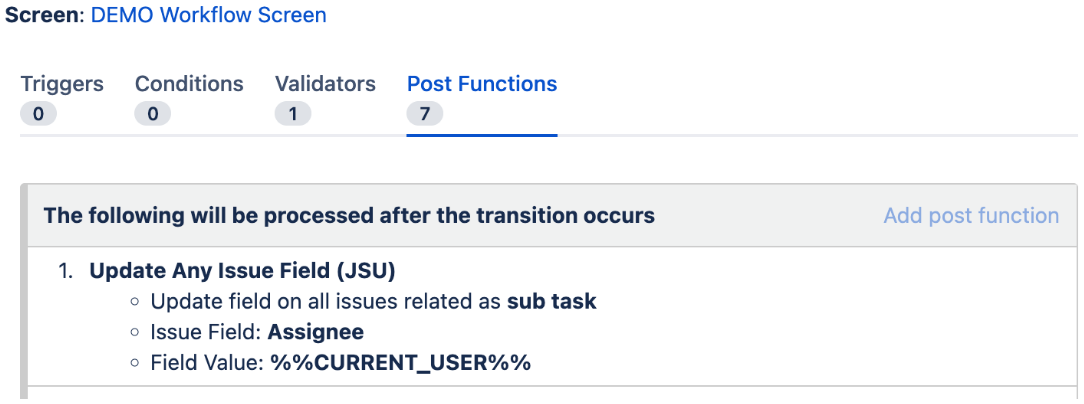 Screen: DEMO Workflow Screen
Triggers Conditions Validators Post Functions
0 0 1 7
The following will be processed after the transition occurs Add post function
1. Update Any Issue Field (JSU)
Update field on all issues related as sub task
Issue Field: Assignee
Field Value: %%CURRENT_USER%%